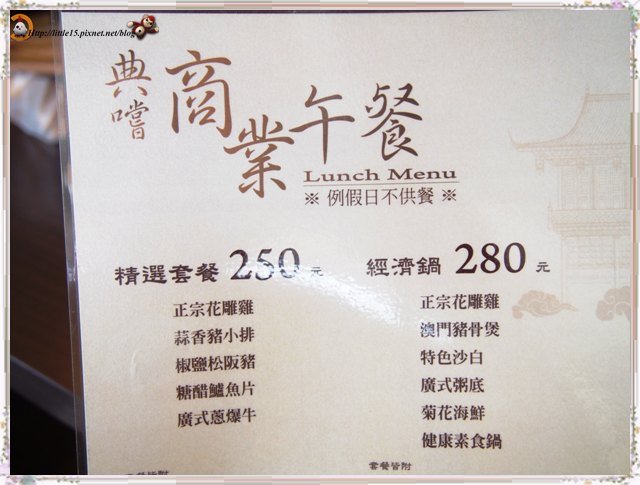 Http://little15.pixnet.net/blog
典嚐
商業午餐
Lunch Menu
※ 例假日不供餐 ※
精選套餐 250 元
正宗花雕雞
蒜香豬小排
椒鹽松阪豬
糖醋鱸魚片
廣式蔥爆牛
套餐皆附
經濟鍋 280 元
正宗花雕雞
澳門豬骨煲
特色沙白
廣式粥底
菊花海鮮
健康素食鍋
套餐皆附